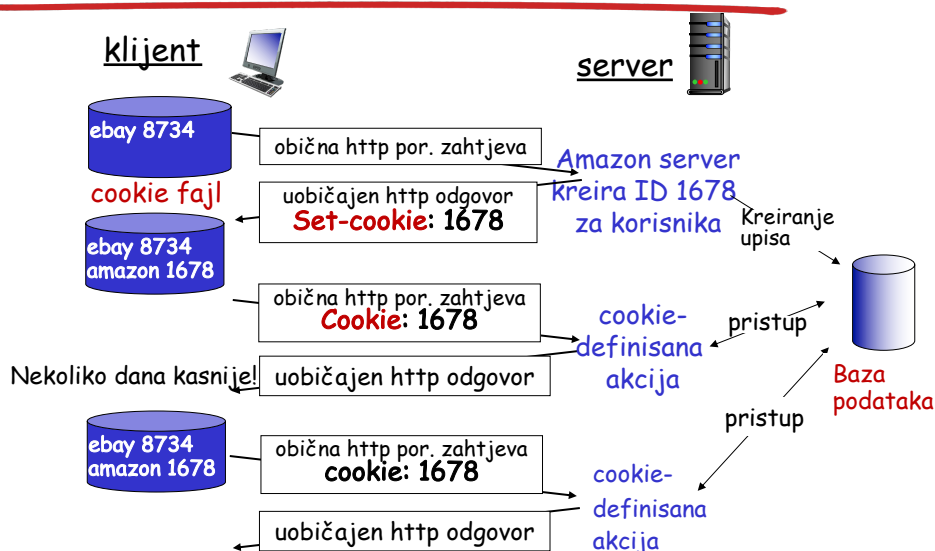 klijent
server
ebay 8734
obična http por. zahtjeva
Amazon server
kreira ID 1678
za korisnika
cookie fajl
uobičajen http odgovor
Set-cookie: 1678
Kreiranje
upisa
ebay 8734
amazon 1678
obična http por. zahtjeva
Cookie: 1678
cookie-
definisana
akcija
pristup
Nekoliko dana kasnije!
uobičajen http odgovor
Baza
podataka
pristup
ebay 8734
amazon 1678
obična http por. zahtjeva
cookie: 1678
cookie-
definisana
akcija
uobičajen http odgovor